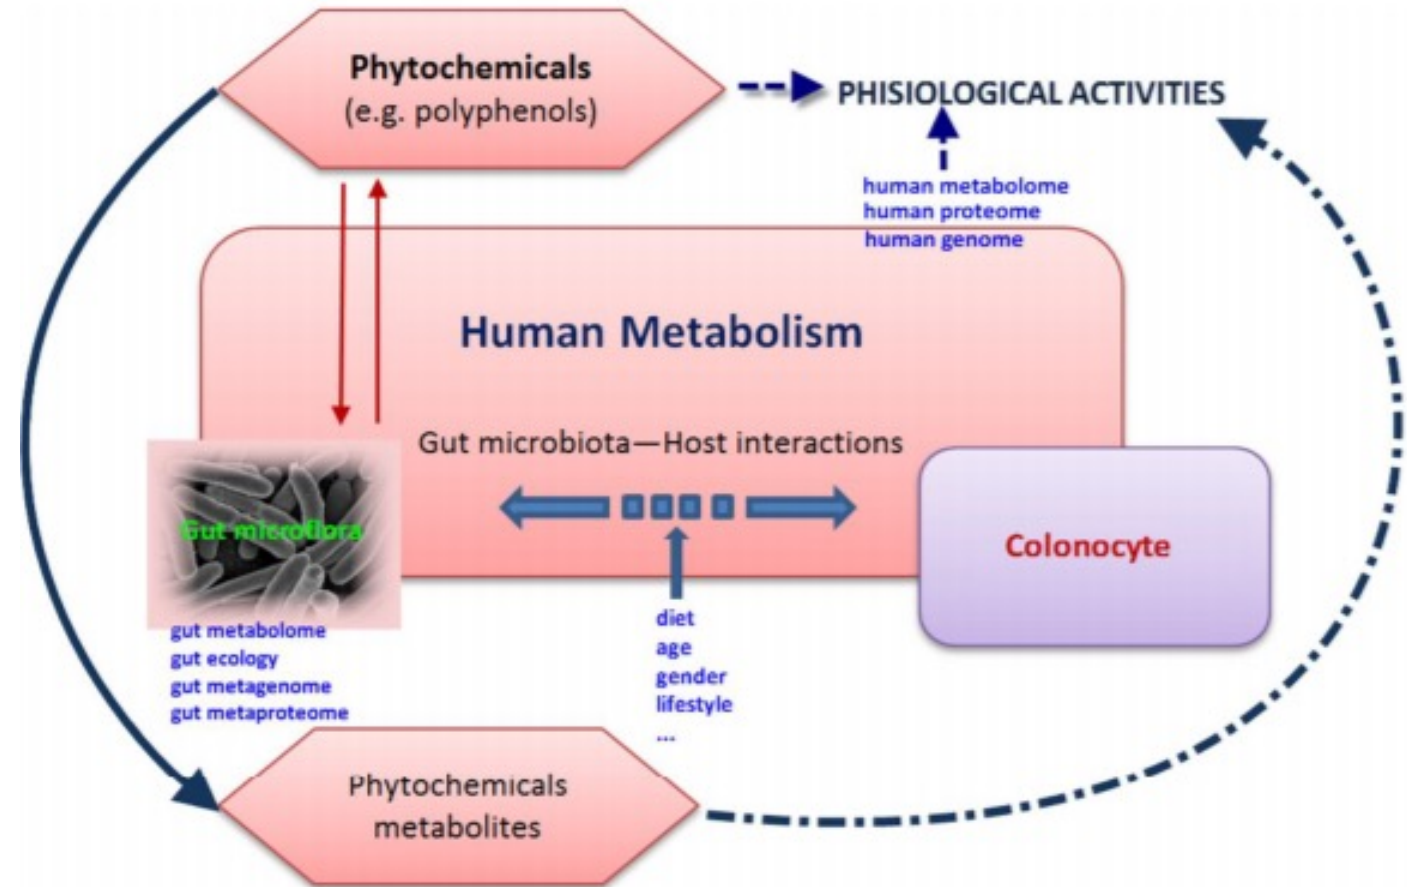 Phytochemicals
(e.g. polyphenols)
PHISIOLOGICAL ACTIVITIES
human metabolome
human proteome
human genome
Human Metabolism
Gut microbiota—Host interactions
Gut microflora
Colonocyte
gut metabolome
gut ecology
gut metagenome
gut metaproteome
diet
age
gender
lifestyle
...
Phytochemicals
metabolites